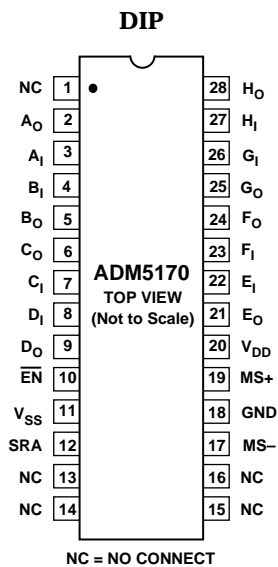 DIP
NC 1 28 HO
AO 2 27 HI
AI 3 26 GI
BI 4 25 GO
BO 5 24 FO
CO 6 23 FI
CI 7 22 EI
DI 8 21 EO
DO 9 20 VDD
EN 10 19 MS+
VSS 11 18 GND
SRA 12 17 MS–
NC 13 16 NC
NC 14 15 NC
ADM5170
TOP VIEW
(Not to Scale)
NC = NO CONNECT